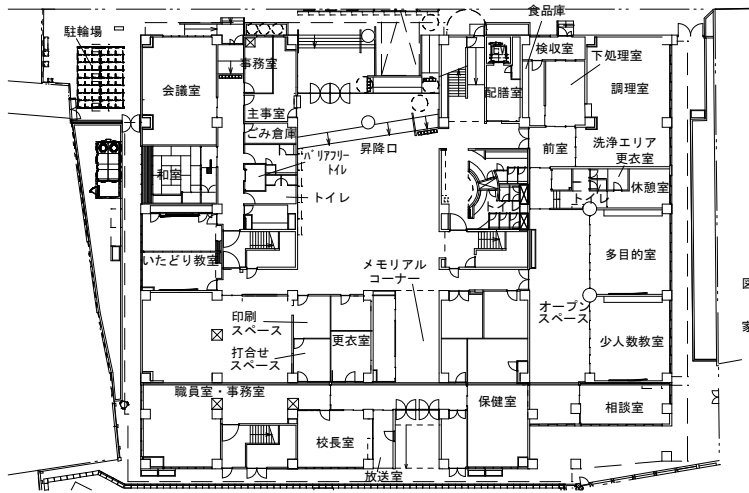 食品庫
駐輪場
検収室
下処理室
事務室
会議室
配膳室
調理室
主事室
ごみ倉庫
昇降口
前室
洗浄エリア
バリアフリー
トイレ
更衣室
和室
休憩室
トイレ
トイレ
トイレ
いたどり教室
メモリアル
コーナー
多目的室
図
印刷
スペース
オープン
スペース
家
打合せ
スペース
更衣室
少人数教室
職員室・事務室
保健室
相談室
校長室
放送室